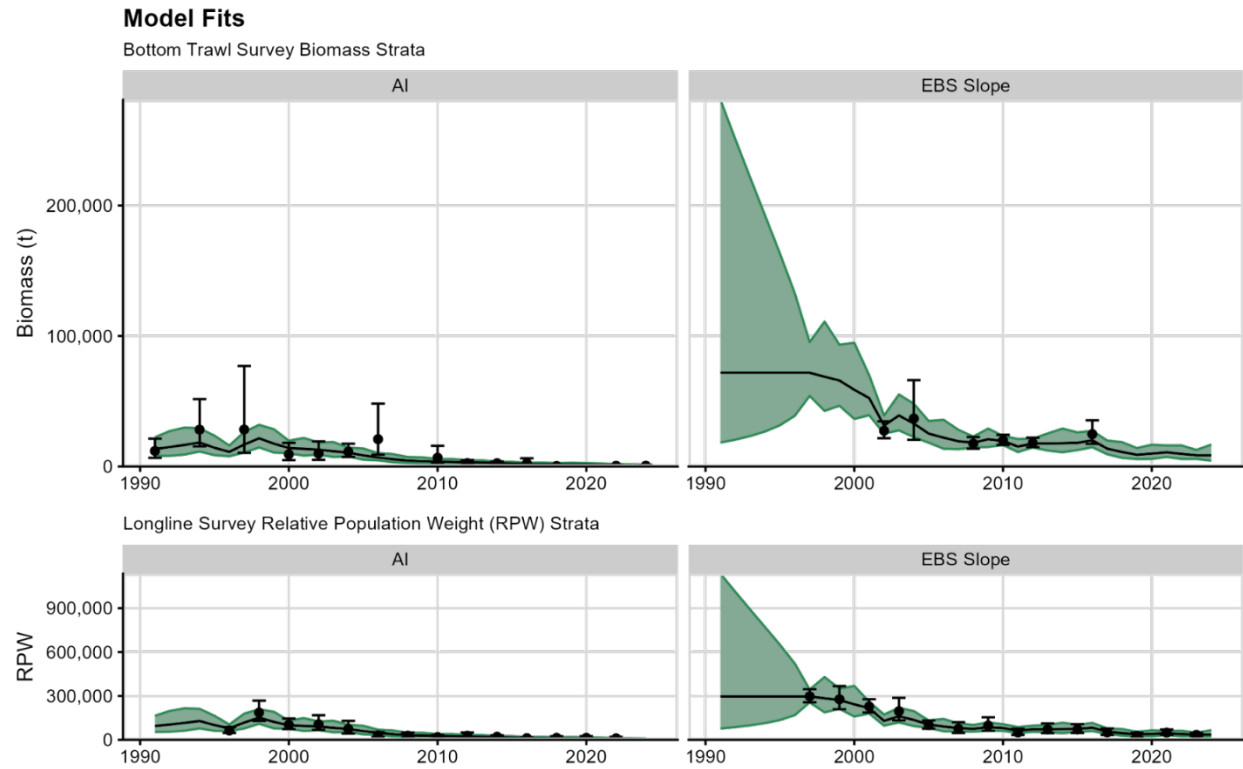 Model Fits
Bottom Trawl Survey Biomass Strata
AI
EBS Slope
Biomass (t)
200,000
100,000
0
1990
2000
2010
2020
1990
2000
2010
2020
Longline Survey Relative Population Weight (RPW) Strata
AI
EBS Slope
RPW
900,000
600,000
300,000
0
1990
2000
2010
2020
1990
2000
2010
2020